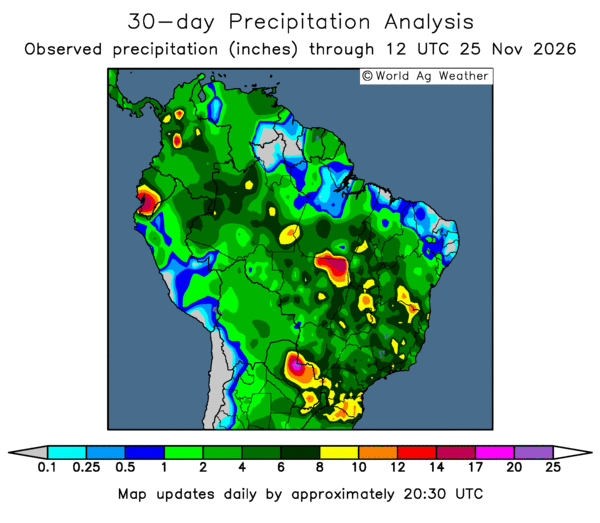 30-day Precipitation Analysis
Observed precipitation (inches) through 12 UTC 25 Nov 2026
©World Ag Weather
0.1 0.25 0.5 1 2 4 6 8 10 12 14 17 20 25
Map updates daily by approximately 20:30 UTC